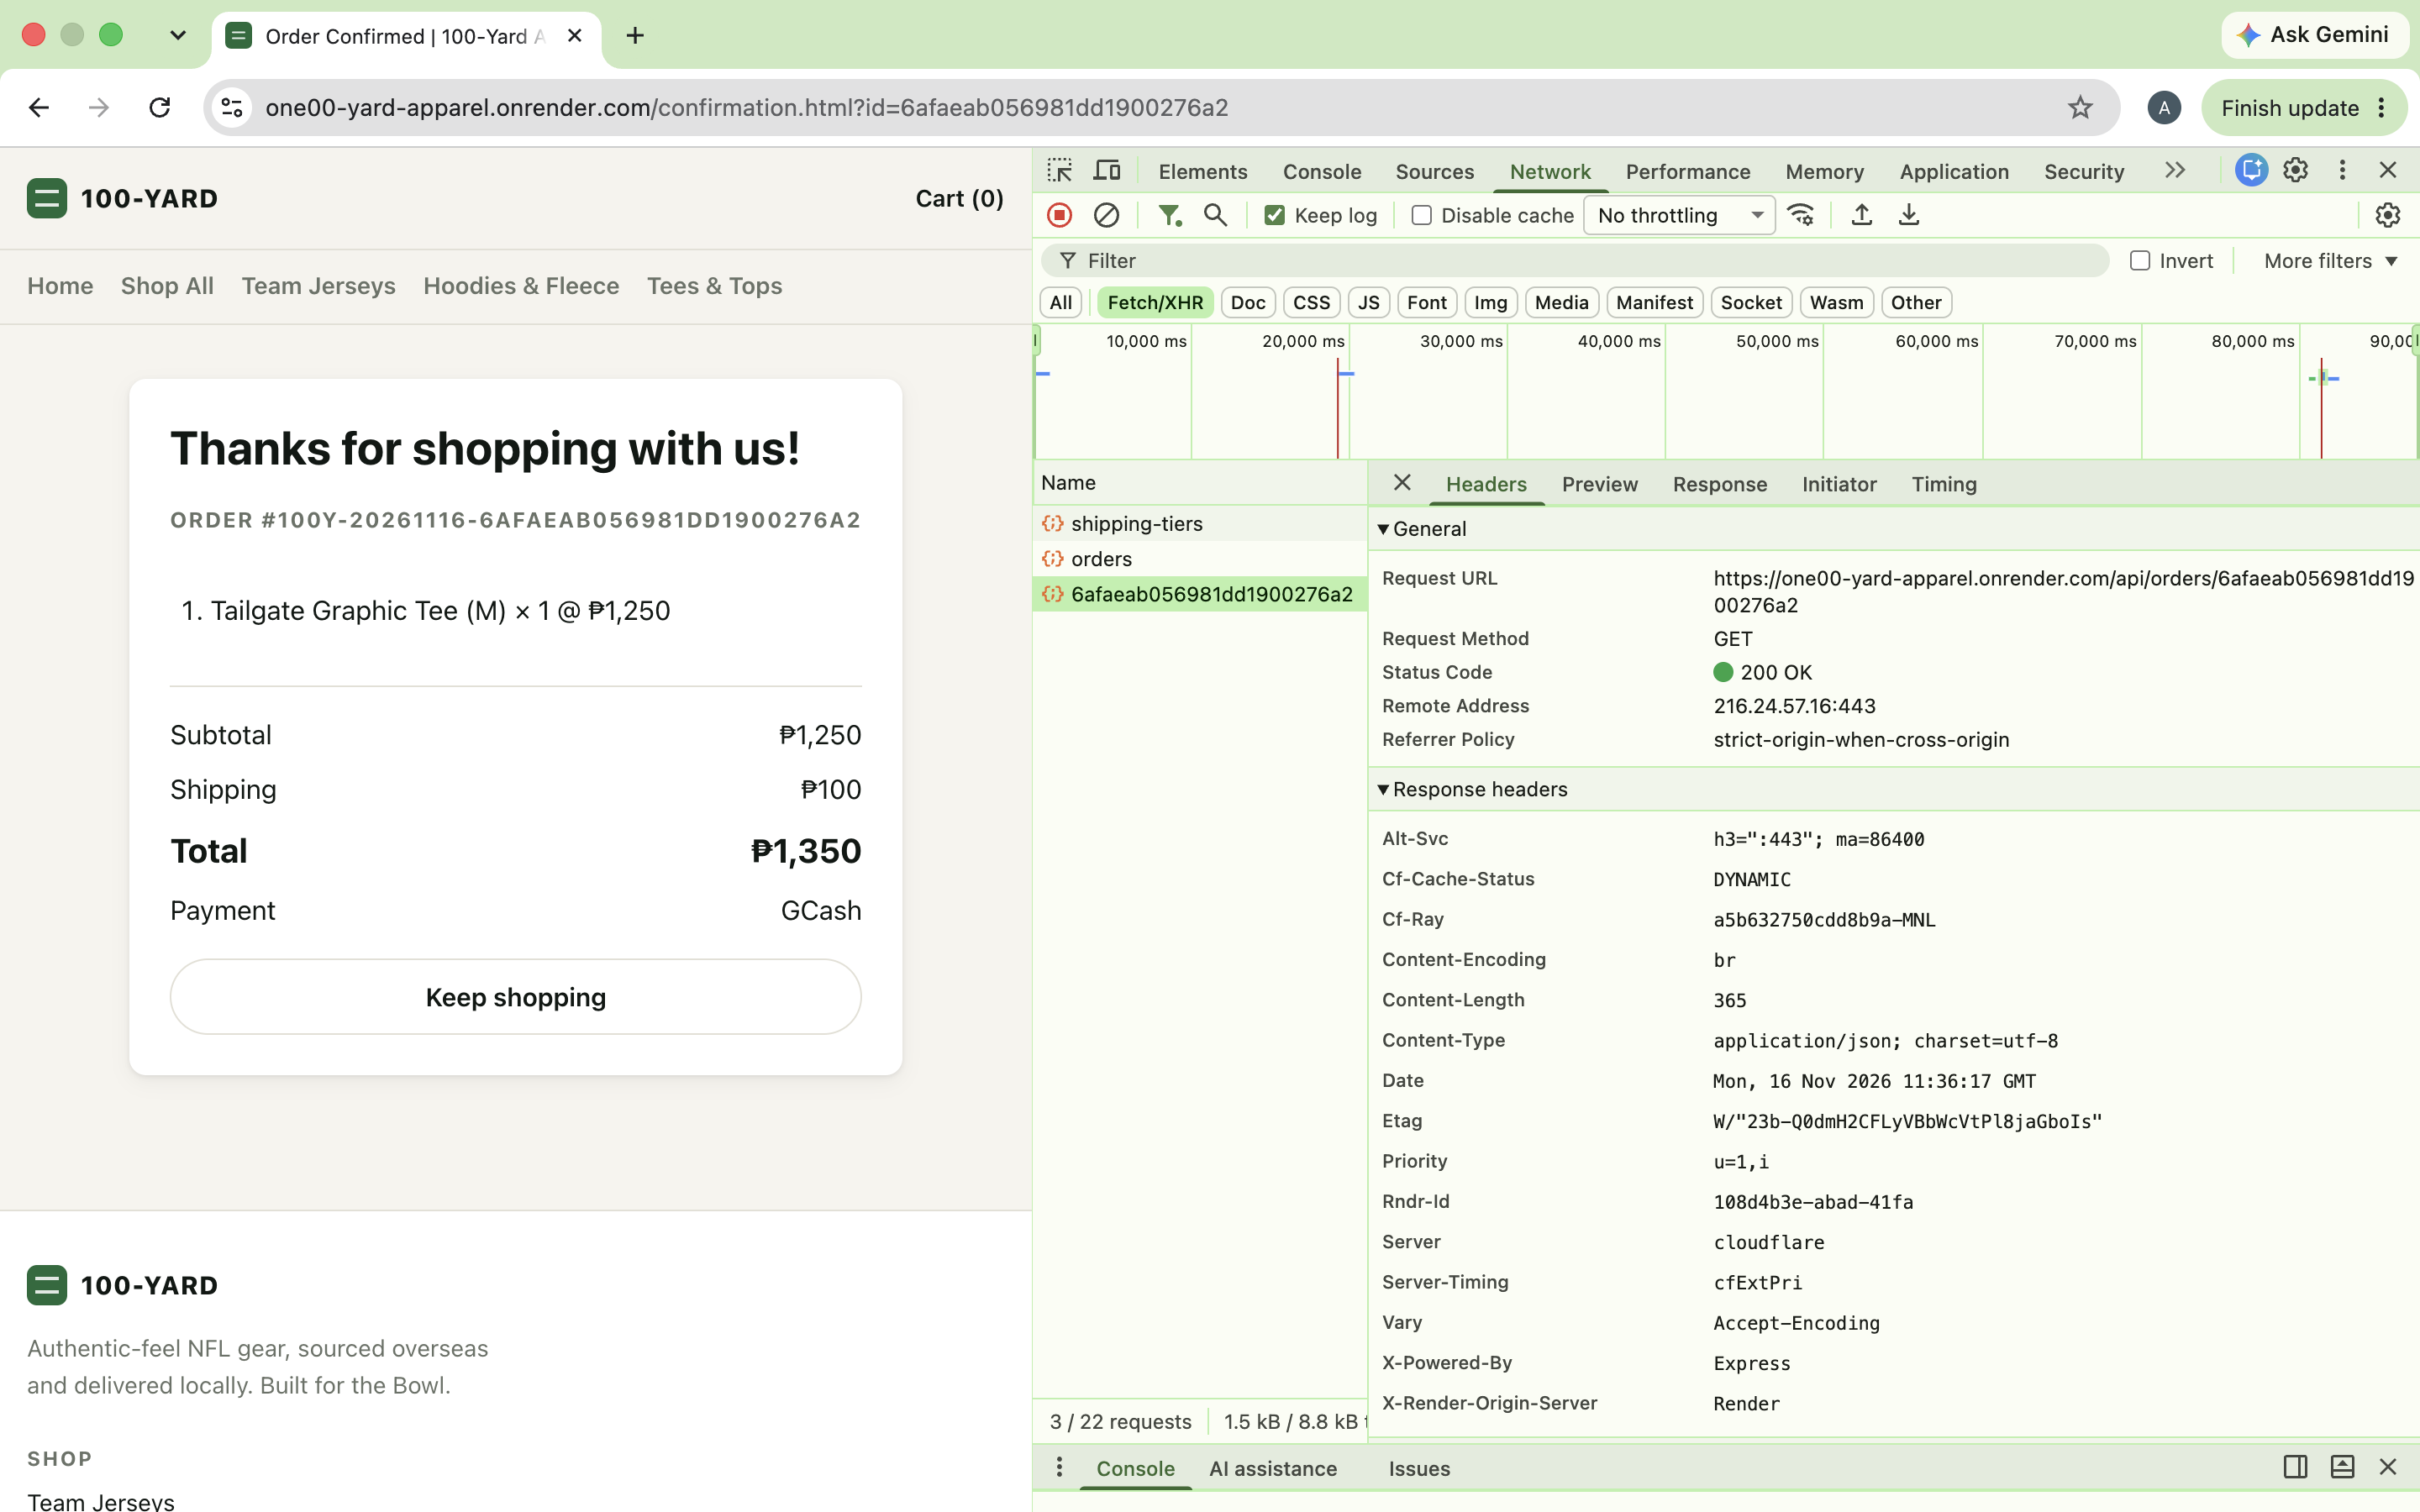 Order Confirmed | 100-Yard A
Ask Gemini
one00-yard-apparel.onrender.com/confirmation.html?id=6afaeab056981dd1900276a2
A
Finish update
100-YARD
Cart (0)
Home Shop All Team Jerseys Hoodies & Fleece Tees & Tops
Thanks for shopping with us!
ORDER #100Y-20261116-6AFAEAB056981DD1900276A2
1. Tailgate Graphic Tee (M) × 1 @ ₱1,250
Subtotal ₱1,250
Shipping ₱100
Total ₱1,350
Payment GCash
Keep shopping
100-YARD
Authentic-feel NFL gear, sourced overseas
and delivered locally. Built for the Bowl.
SHOP
Team Jerseys
Elements Console Sources Network Performance Memory Application Security
Keep log Disable cache No throttling
Filter Invert More filters
All Fetch/XHR Doc CSS JS Font Img Media Manifest Socket Wasm Other
10,000 ms 20,000 ms 30,000 ms 40,000 ms 50,000 ms 60,000 ms 70,000 ms 80,000 ms 90,00
Name
shipping-tiers
orders
6afaeab056981dd1900276a2
3 / 22 requests 1.5 kB / 8.8 kB t
Headers Preview Response Initiator Timing
General
Request URL https://one00-yard-apparel.onrender.com/api/orders/6afaeab056981dd19
00276a2
Request Method GET
Status Code 200 OK
Remote Address 216.24.57.16:443
Referrer Policy strict-origin-when-cross-origin
Response headers
Alt-Svc h3=":443"; ma=86400
Cf-Cache-Status DYNAMIC
Cf-Ray a5b632750cdd8b9a-MNL
Content-Encoding br
Content-Length 365
Content-Type application/json; charset=utf-8
Date Mon, 16 Nov 2026 11:36:17 GMT
Etag W/"23b-Q0dmH2CFLyVBbWcVtPl8jaGboIs"
Priority u=1,i
Rndr-Id 108d4b3e-abad-41fa
Server cloudflare
Server-Timing cfExtPri
Vary Accept-Encoding
X-Powered-By Express
X-Render-Origin-Server Render
Console AI assistance Issues